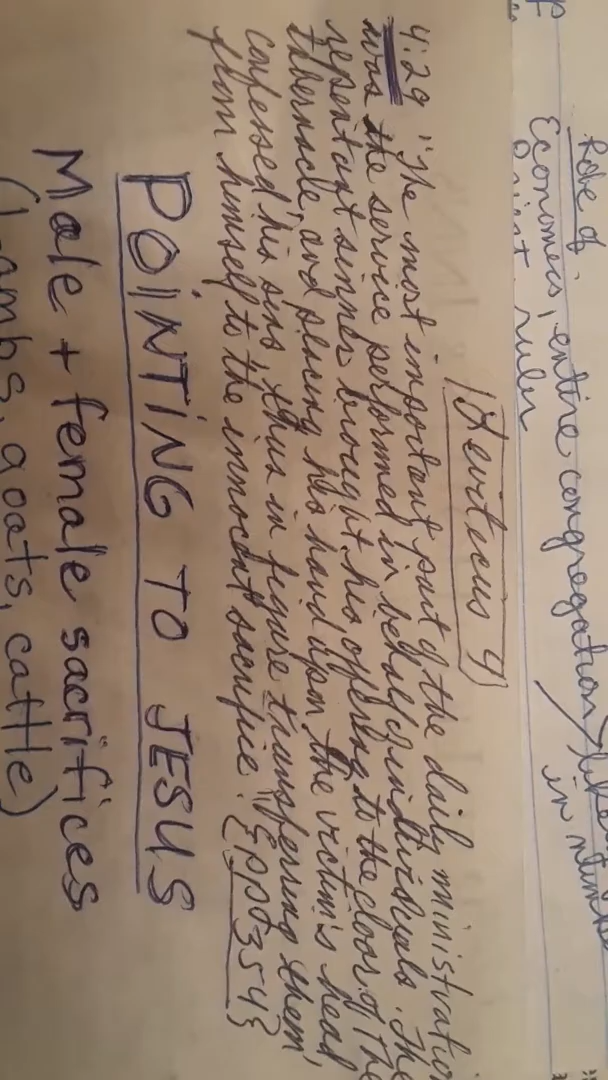 Role of
Economics, entire congregation
ruler
in
Leviticus 4
4:29 "The most important part of the daily ministration
was the service performed in behalf of individuals. The
repentant sinner brought his offering to the door of the
tabernacle, and placing his hand upon the victim's head
confessed his sins, thus in figure transferring them
from himself to the innocent sacrifice." {PP 354}
POINTING TO JESUS
Male + female sacrifices
(lambs, goats, cattle)